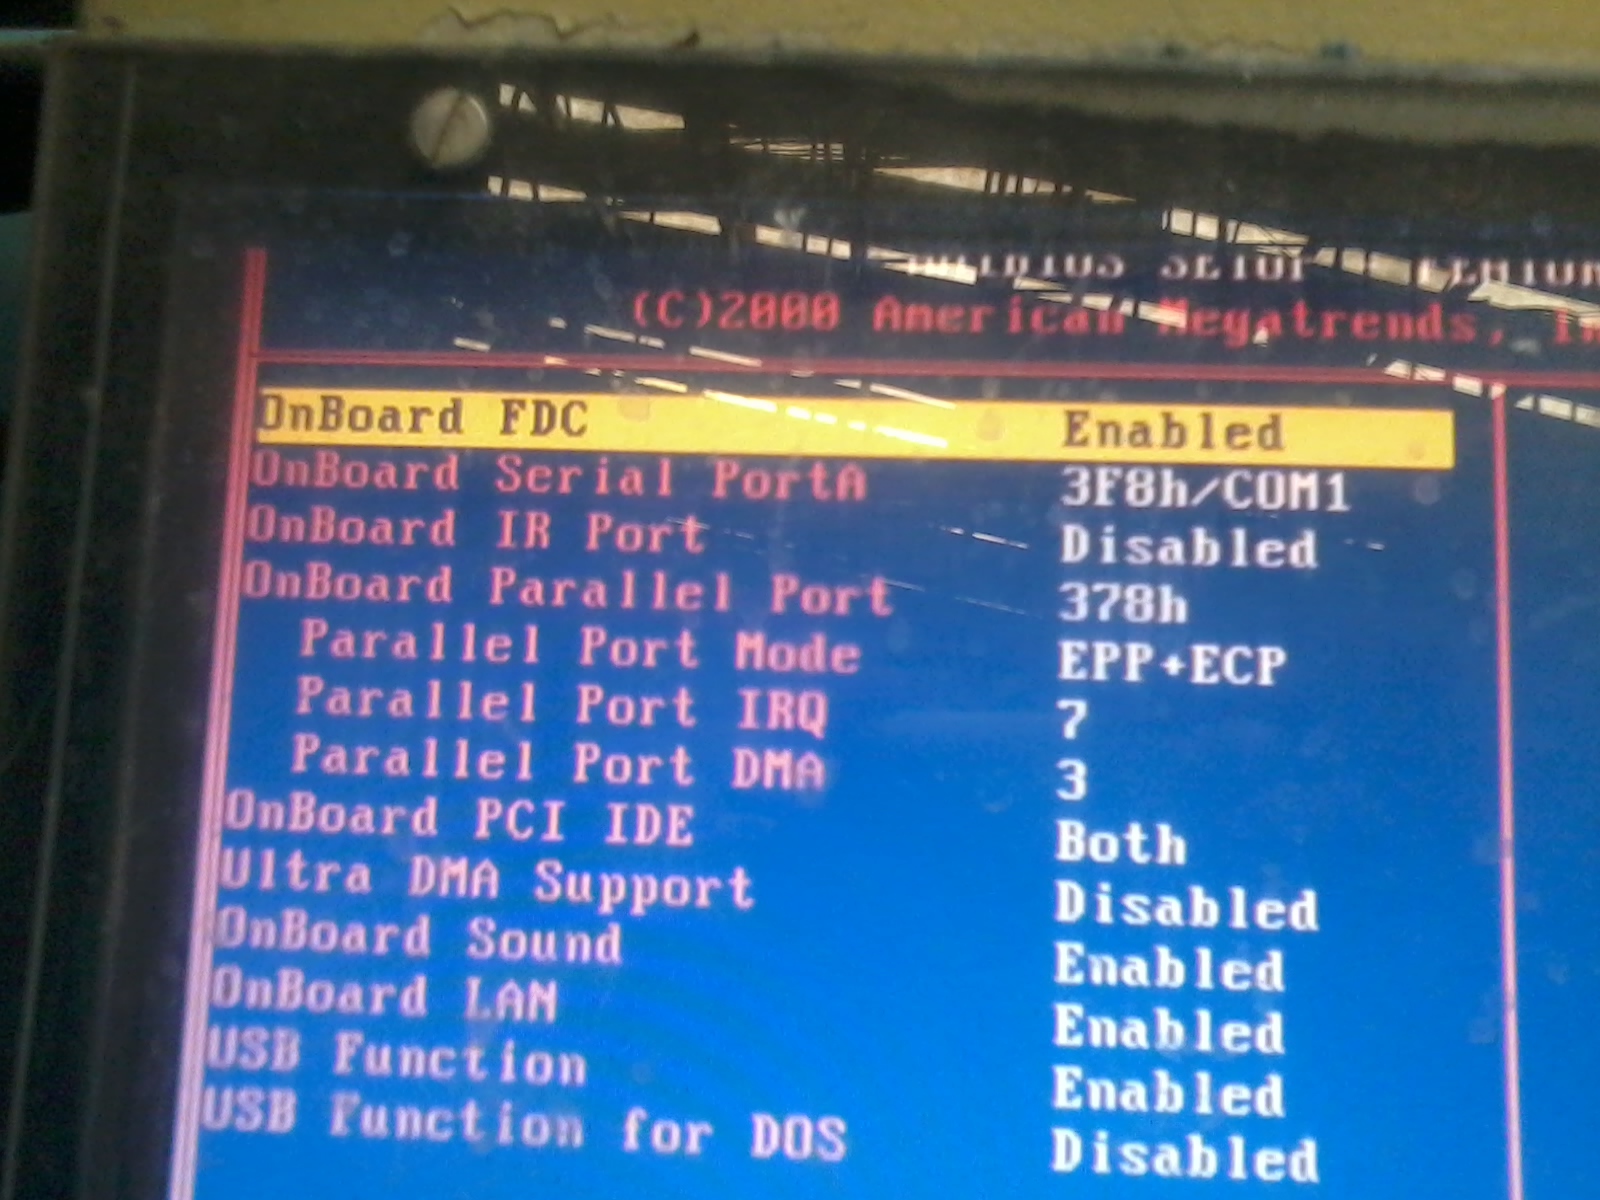 SETUP
(C)2000 American Megatrends,
OnBoard FDC Enabled
OnBoard Serial PortA 3F8h/COM1
OnBoard IR Port Disabled
OnBoard Parallel Port 378h
Parallel Port Mode EPP+ECP
Parallel Port IRQ 7
Parallel Port DMA 3
OnBoard PCI IDE Both
Ultra DMA Support Disabled
OnBoard Sound Enabled
OnBoard LAN Enabled
USB Function Enabled
USB Function for DOS Disabled